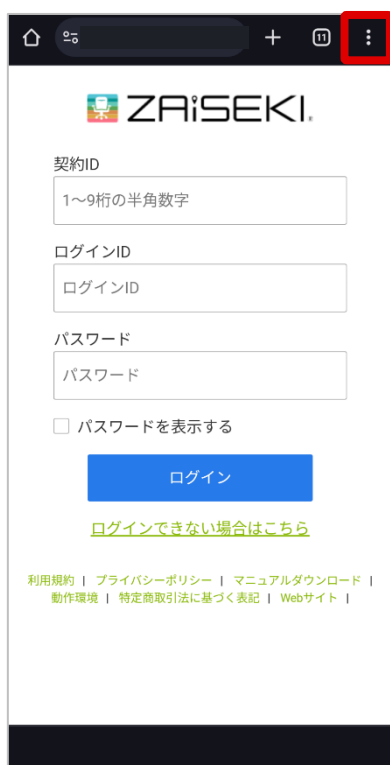 11
ZAiSEKI.
契約ID
1~9桁の半角数字
ログインID
ログインID
パスワード
パスワード
パスワードを表示する
ログイン
ログインできない場合はこちら
利用規約 | プライバシーポリシー | マニュアルダウンロード |
動作環境 | 特定商取引法に基づく表記 | Webサイト |